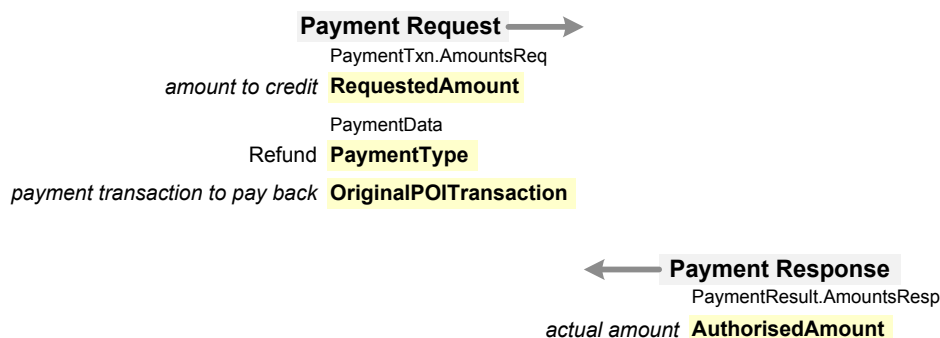 Payment Request
PaymentTxn.AmountsReq
amount to credit RequestedAmount
PaymentData
Refund PaymentType
payment transaction to pay back OriginalPOITransaction
Payment Response
PaymentResult.AmountsResp
actual amount AuthorisedAmount